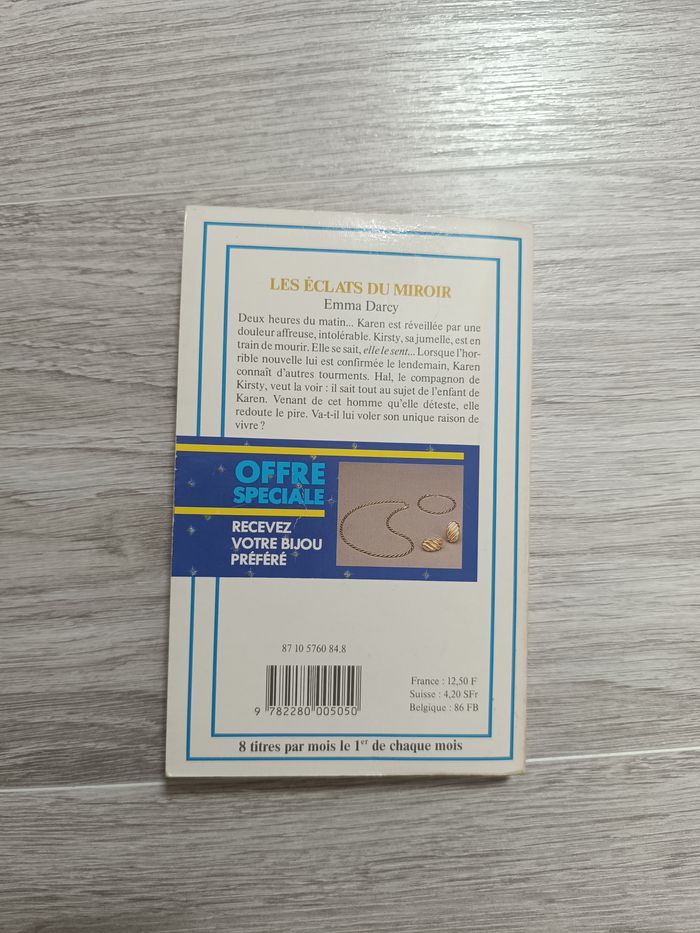 LES ÉCLATS DU MIROIR
Emma Darcy
Deux heures du matin... Karen est réveillée par une
douleur affreuse, intolérable. Kirsty, sa jumelle, est en
train de mourir. Elle se sait, elle le sent... Lorsque l'hor-
rible nouvelle lui est confirmée le lendemain, Karen
connaît d'autres tourments. Hal, le compagnon de
Kirsty, veut la voir : il sait tout au sujet de l'enfant de
Karen. Venant de cet homme qu'elle déteste, elle
redoute le pire. Va-t-il lui voler son unique raison de
vivre ?
OFFRE
SPECIALE
RECEVEZ
VOTRE BIJOU
PRÉFÉRÉ
87 10 5760 84.8
9 782280 005050
France : 12,50 F
Suisse : 4,20 SFr
Belgique : 86 FB
8 titres par mois le 1er de chaque mois